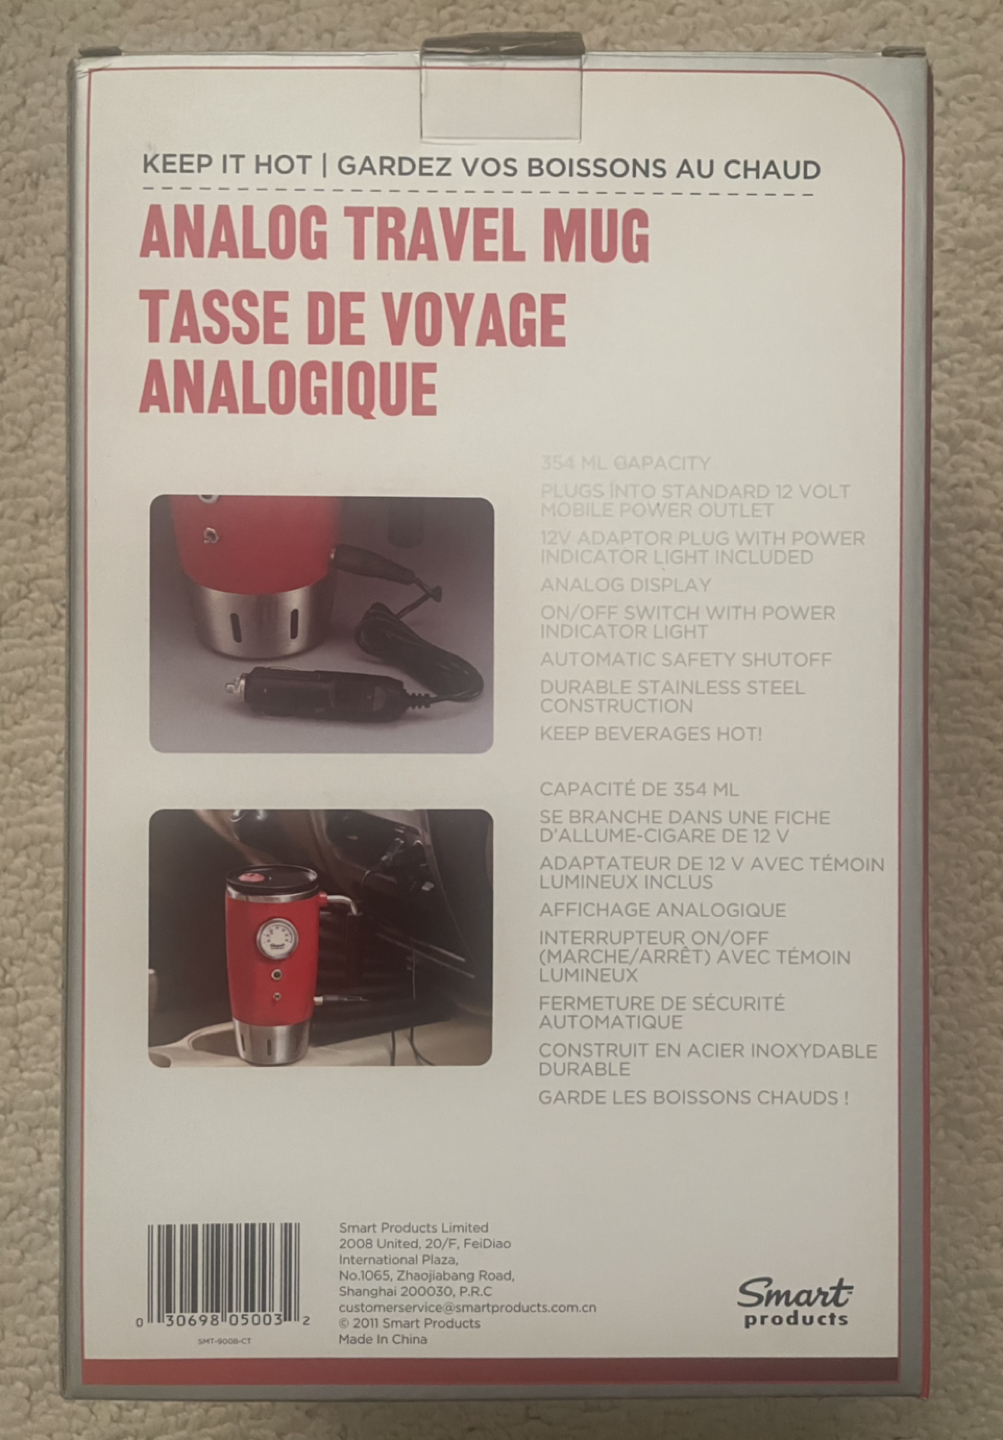 KEEP IT HOT | GARDEZ VOS BOISSONS AU CHAUD
ANALOG TRAVEL MUG
TASSE DE VOYAGE
ANALOGIQUE
354 ML CAPACITY
PLUGS INTO STANDARD 12 VOLT
MOBILE POWER OUTLET
12V ADAPTOR PLUG WITH POWER
INDICATOR LIGHT INCLUDED
ANALOG DISPLAY
ON/OFF SWITCH WITH POWER
INDICATOR LIGHT
AUTOMATIC SAFETY SHUTOFF
DURABLE STAINLESS STEEL
CONSTRUCTION
KEEP BEVERAGES HOT!
CAPACITÉ DE 354 ML
SE BRANCHE DANS UNE FICHE
D'ALLUME-CIGARE DE 12 V
ADAPTATEUR DE 12 V AVEC TÉMOIN
LUMINEUX INCLUS
AFFICHAGE ANALOGIQUE
INTERRUPTEUR ON/OFF
(MARCHE/ARRÊT) AVEC TÉMOIN
LUMINEUX
FERMETURE DE SÉCURITÉ
AUTOMATIQUE
CONSTRUIT EN ACIER INOXYDABLE
DURABLE
GARDE LES BOISSONS CHAUDS !
0 30698 05003 2
SMT-9008-CT
Smart Products Limited
2008 United, 20/F, FeiDiao
International Plaza,
No.1065, Zhaojiabang Road,
Shanghai 200030, P.R.C
customerservice@smartproducts.com.cn
© 2011 Smart Products
Made In China
Smart
products